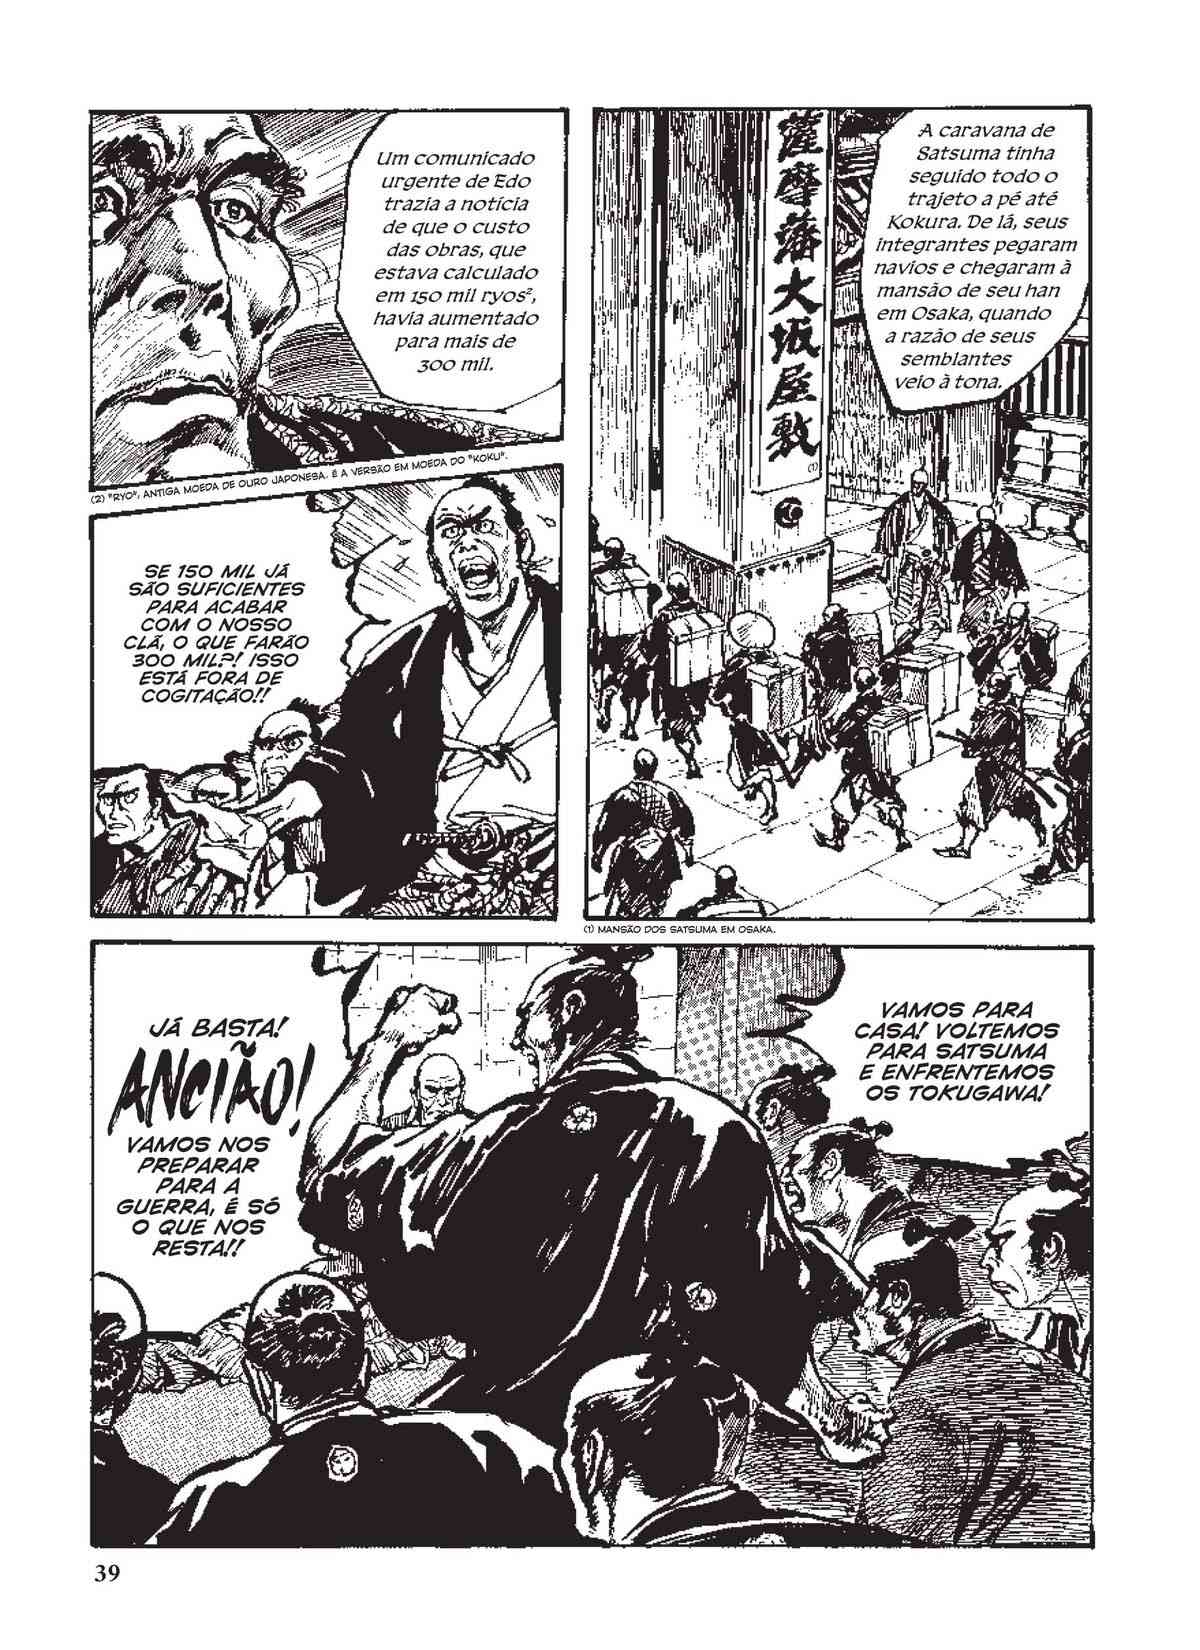 A caravana de
Satsuma tinha
seguido todo o
trajeto a pé até
Kokura. De lá, seus
integrantes pegaram
navios e chegaram à
mansão de seu han
em Osaka, quando
a razão de seus
semblantes
veio à tona.
薩摩藩大坂屋敷
(1)
(1) MANSÃO DOS SATSUMA EM OSAKA.
Um comunicado
urgente de Edo
trazia a notícia
de que o custo
das obras, que
estava calculado
em 150 mil ryos²,
havia aumentado
para mais de
300 mil.
(2) "RYO", ANTIGA MOEDA DE OURO JAPONESA. É A VERSÃO EM MOEDA DO "KOKU".
SE 150 MIL JÁ
SÃO SUFICIENTES
PARA ACABAR
COM O NOSSO
CLÃ, O QUE FARÃO
300 MIL?! ISSO
ESTÁ FORA DE
COGITAÇÃO!!
VAMOS PARA
CASA! VOLTEMOS
PARA SATSUMA
E ENFRENTEMOS
OS TOKUGAWA!
JÁ BASTA!
ANCIÃO!
VAMOS NOS
PREPARAR
PARA A
GUERRA, É SÓ
O QUE NOS
RESTA!!
39